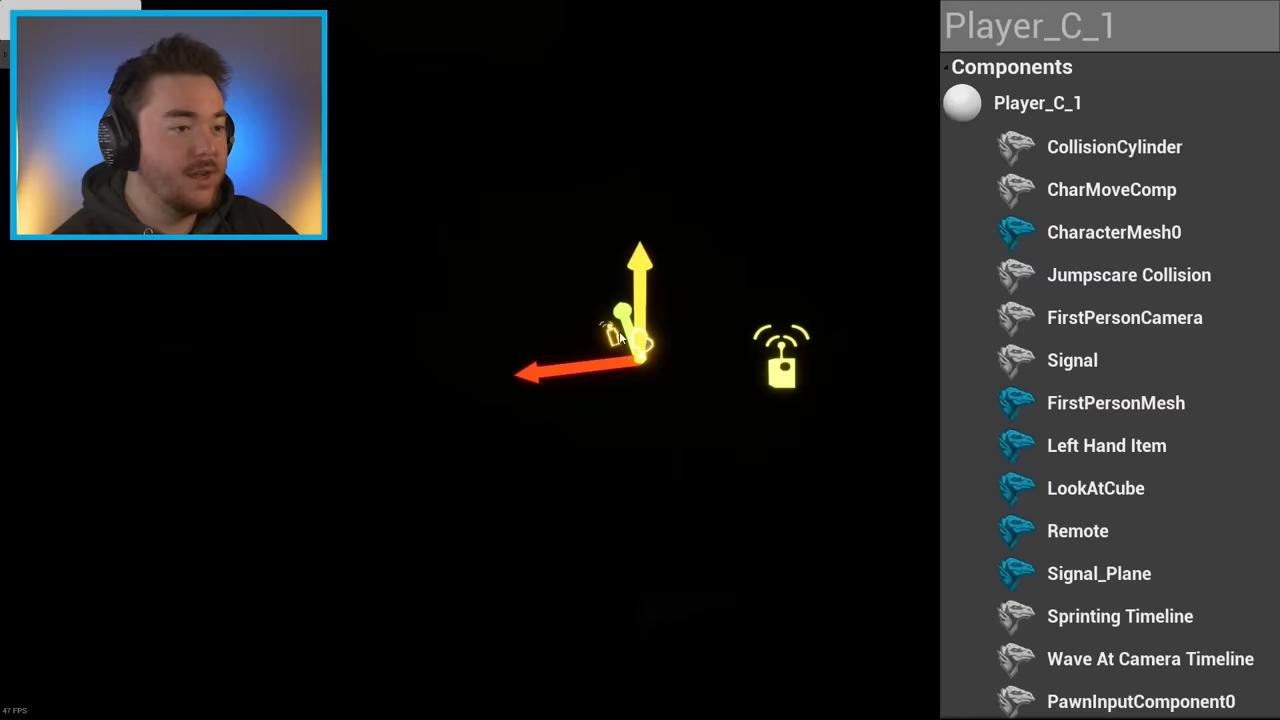 Player_C_1
Components
Player_C_1
CollisionCylinder
CharMoveComp
CharacterMesh0
Jumpscare Collision
FirstPersonCamera
Signal
FirstPersonMesh
Left Hand Item
LookAtCube
Remote
Signal_Plane
Sprinting Timeline
Wave At Camera Timeline
PawnInputComponent0
47 FPS